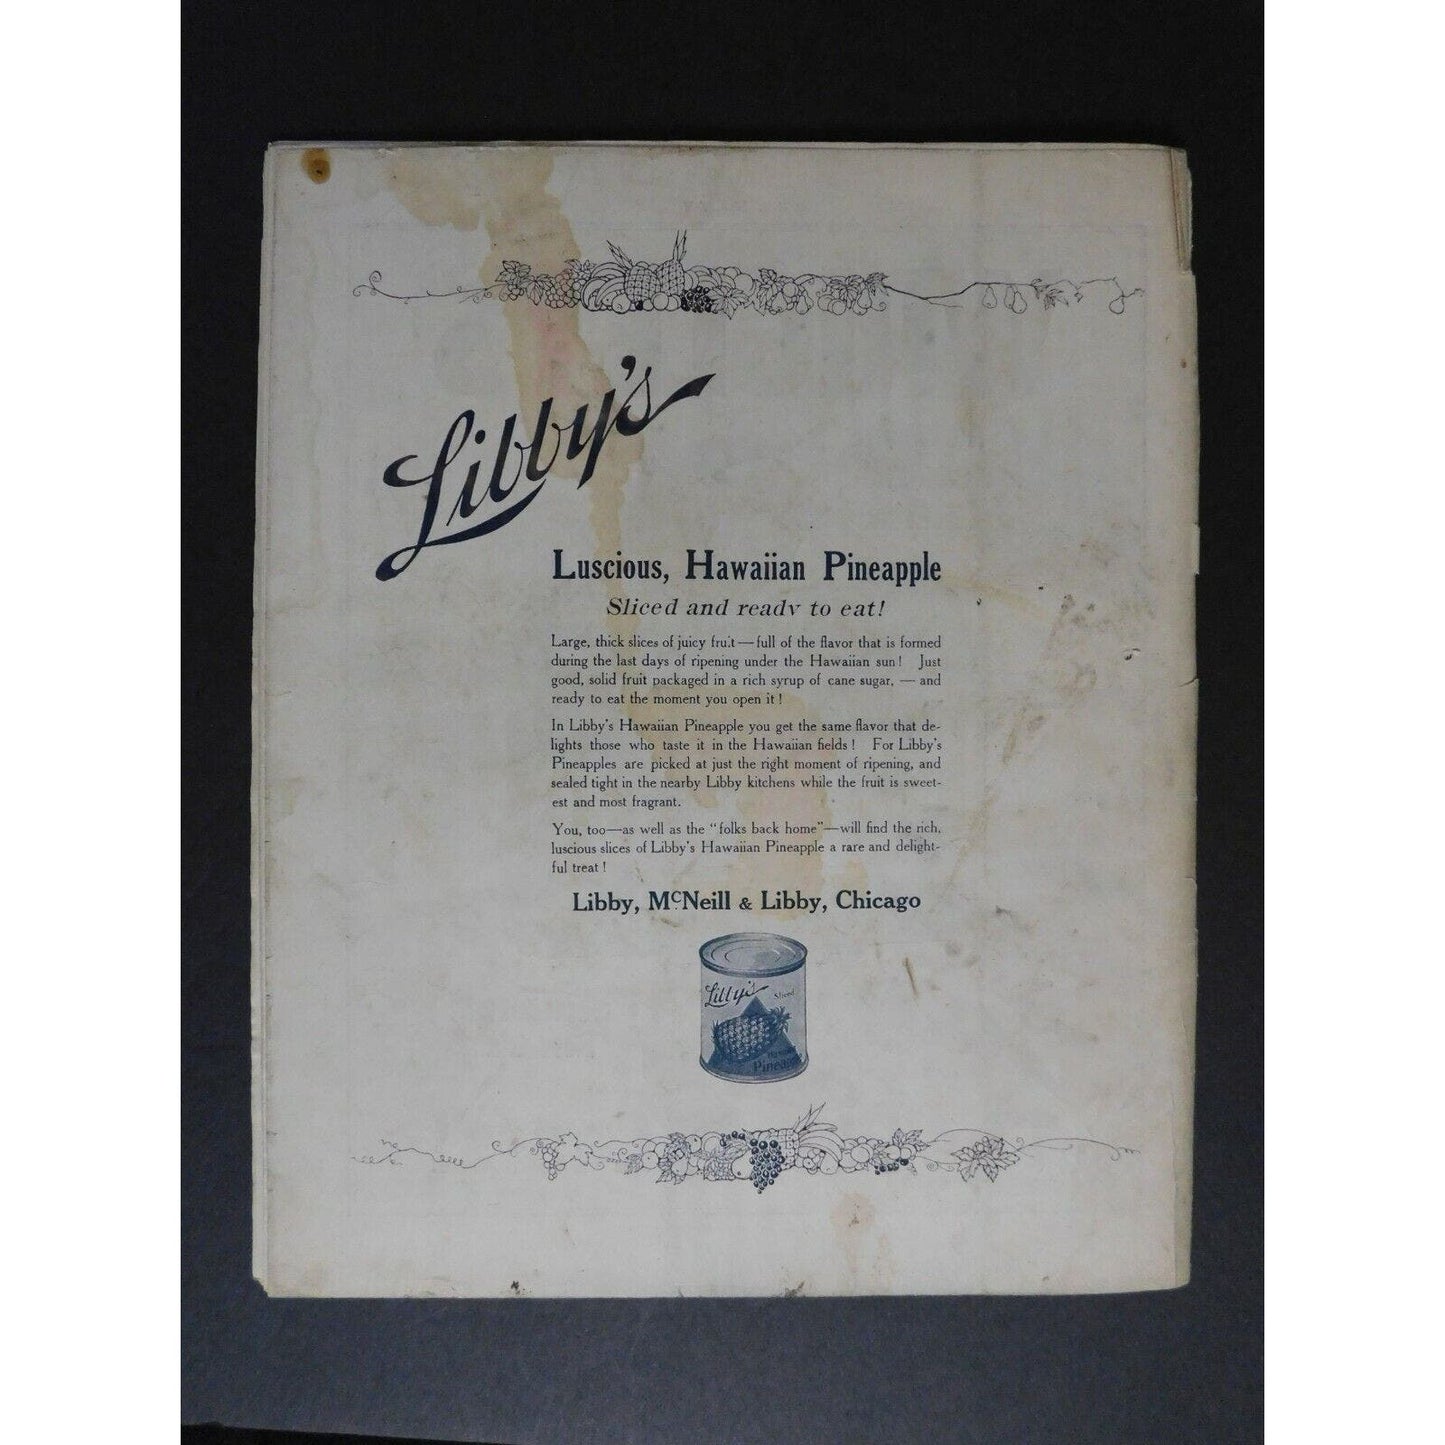 Libby's
Luscious, Hawaiian Pineapple
Sliced and ready to eat!
Large, thick slices of juicy fruit—full of the flavor that is formed
during the last days of ripening under the Hawaiian sun! Just
good, solid fruit packaged in a rich syrup of cane sugar, — and
ready to eat the moment you open it!
In Libby's Hawaiian Pineapple you get the same flavor that de-
lights those who taste it in the Hawaiian fields! For Libby's
Pineapples are picked at just the right moment of ripening, and
sealed tight in the nearby Libby kitchens while the fruit is sweet-
est and most fragrant.
You, too—as well as the "folks back home"—will find the rich,
luscious slices of Libby's Hawaiian Pineapple a rare and delight-
ful treat!
Libby, McNeill & Libby, Chicago
Libby's
Sliced
Hawaiian
Pineapple